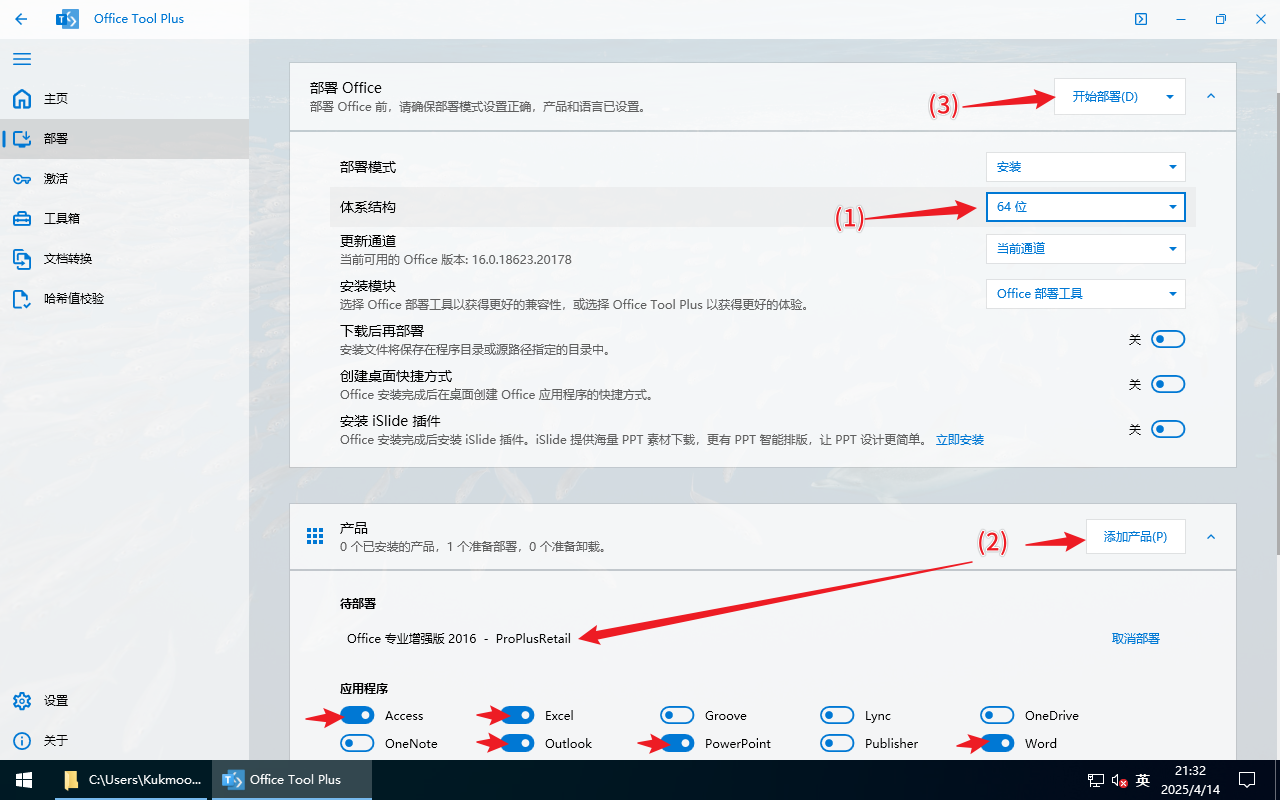 Office Tool Plus
主页
部署
激活
工具箱
文档转换
哈希值校验
设置
关于
部署 Office
部署 Office 前，请确保部署模式设置正确，产品和语言已设置。
(3)
开始部署(D)
部署模式
安装
体系结构
(1)
64 位
更新通道
当前可用的 Office 版本: 16.0.18623.20178
当前通道
安装模块
选择 Office 部署工具以获得更好的兼容性，或选择 Office Tool Plus 以获得更好的体验。
Office 部署工具
下载后再部署
安装文件将保存在程序目录或源路径指定的目录中。
关
创建桌面快捷方式
Office 安装完成后在桌面创建 Office 应用程序的快捷方式。
关
安装 iSlide 插件
Office 安装完成后安装 iSlide 插件。iSlide 提供海量 PPT 素材下载，更有 PPT 智能排版，让 PPT 设计更简单。 立即安装
关
产品
0 个已安装的产品，1 个准备部署，0 个准备卸载。
(2)
添加产品(P)
待部署
Office 专业增强版 2016 - ProPlusRetail
取消部署
应用程序
Access Excel Groove Lync OneDrive
OneNote Outlook PowerPoint Publisher Word
C:\Users\Kukmoo...
Office Tool Plus
英
21:32
2025/4/14